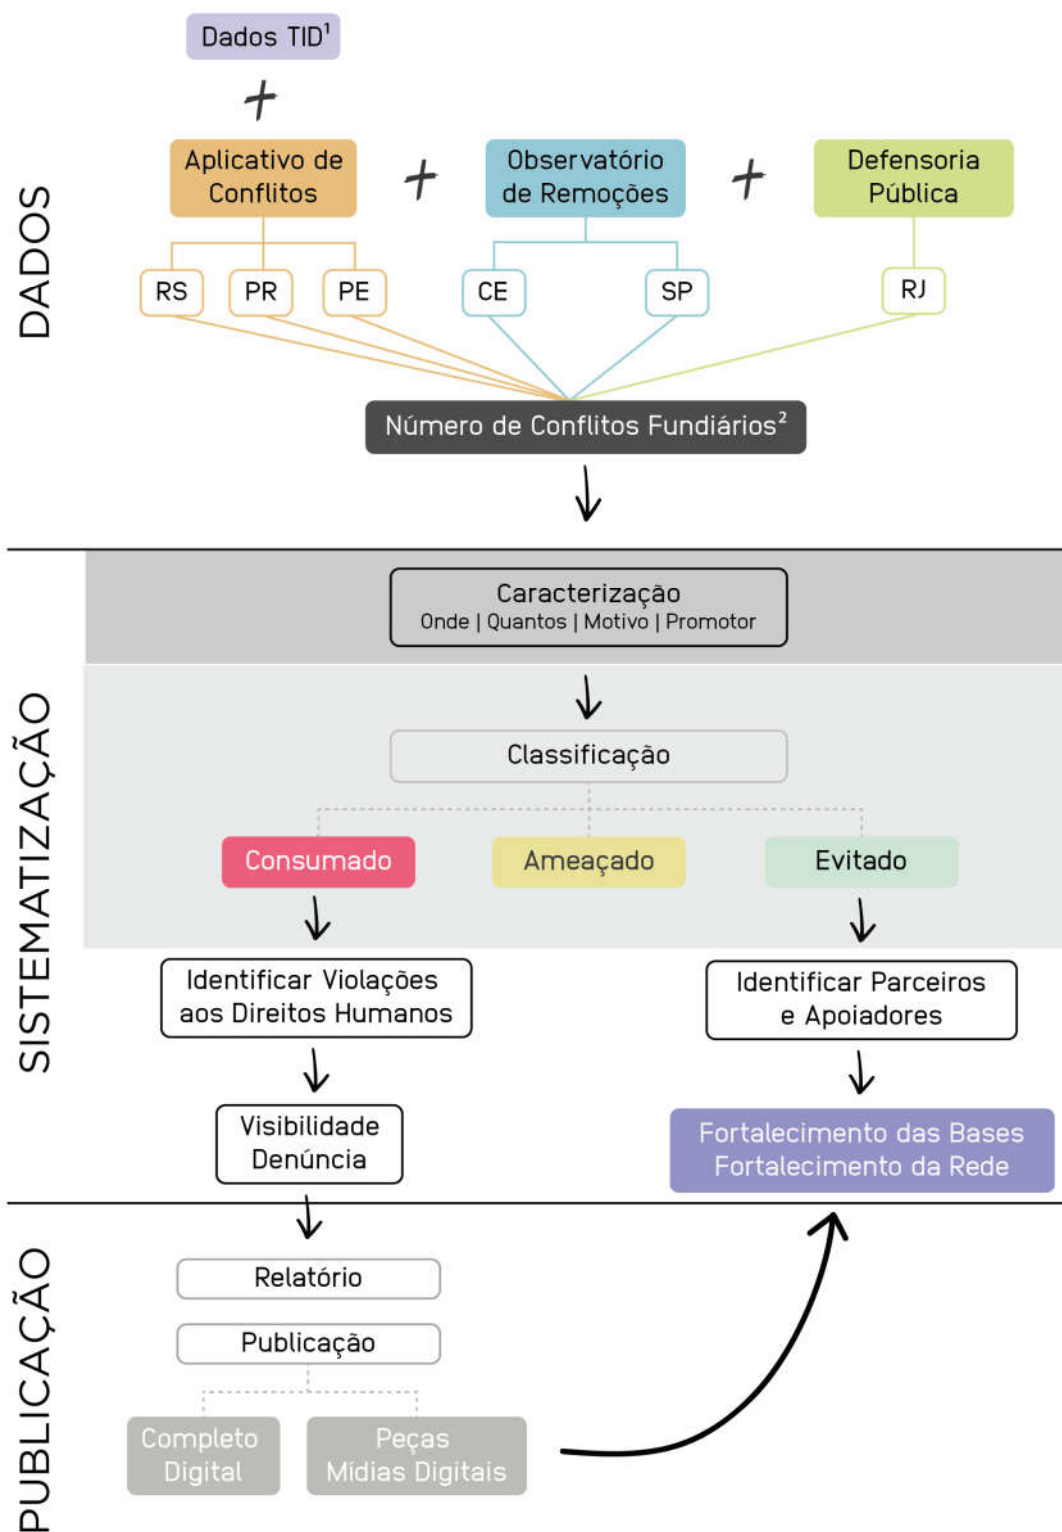 DADOS
Dados TID¹
+
Aplicativo de
Conflitos
+
Observatório
de Remoções
+
Defensoria
Pública
RS
PR
PE
CE
SP
RJ
Número de Conflitos Fundiários²
SISTEMATIZAÇÃO
Caracterização
Onde | Quantos | Motivo | Promotor
Classificação
Consumado
Ameaçado
Evitado
Identificar Violações
aos Direitos Humanos
Identificar Parceiros
e Apoiadores
Visibilidade
Denúncia
Fortalecimento das Bases
Fortalecimento da Rede
PUBLICAÇÃO
Relatório
Publicação
Completo
Digital
Peças
Mídias Digitais